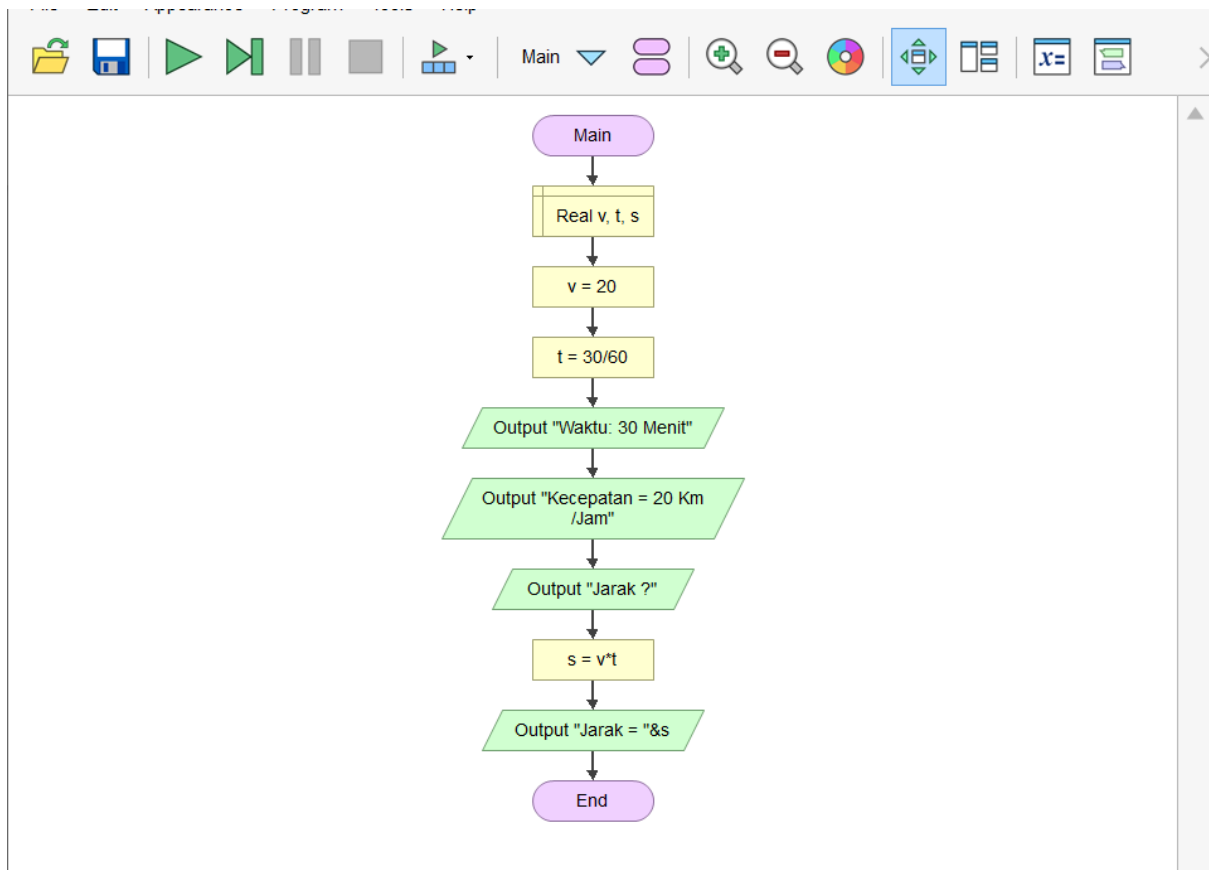 Main
Main
Real v, t, s
v = 20
t = 30/60
Output "Waktu: 30 Menit"
Output "Kecepatan = 20 Km
/Jam"
Output "Jarak ?"
s = v*t
Output "Jarak = "&s
End